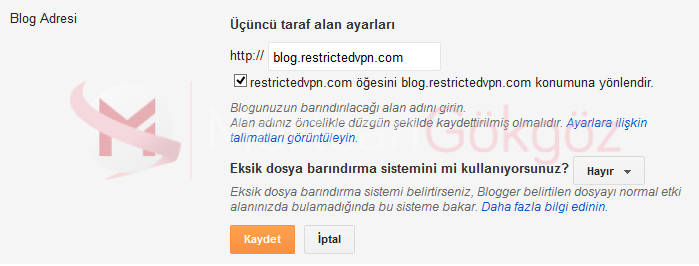 Blog Adresi
Üçüncü taraf alan ayarları
http:// blog.restrictedvpn.com
restrictedvpn.com öğesini blog.restrictedvpn.com konumuna yönlendir.
Blogunuzun barındırılacağı alan adını girin.
Alan adınız öncelikle düzgün şekilde kaydettirilmiş olmalıdır. Ayarlara ilişkin
talimatları görüntüleyin.
Gökgöz
Eksik dosya barındırma sistemini mi kullanıyorsunuz? Hayır
Eksik dosya barındırma sistemi belirtirseniz, Blogger belirtilen dosyayı normal etki
alanınızda bulamadığında bu sisteme bakar. Daha fazla bilgi edinin.
Kaydet İptal